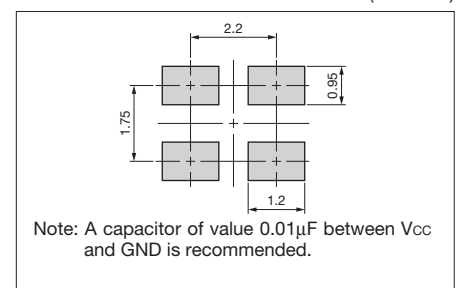 2.2
0.95
1.75
1.2
Note: A capacitor of value 0.01μF between Vcc
and GND is recommended.